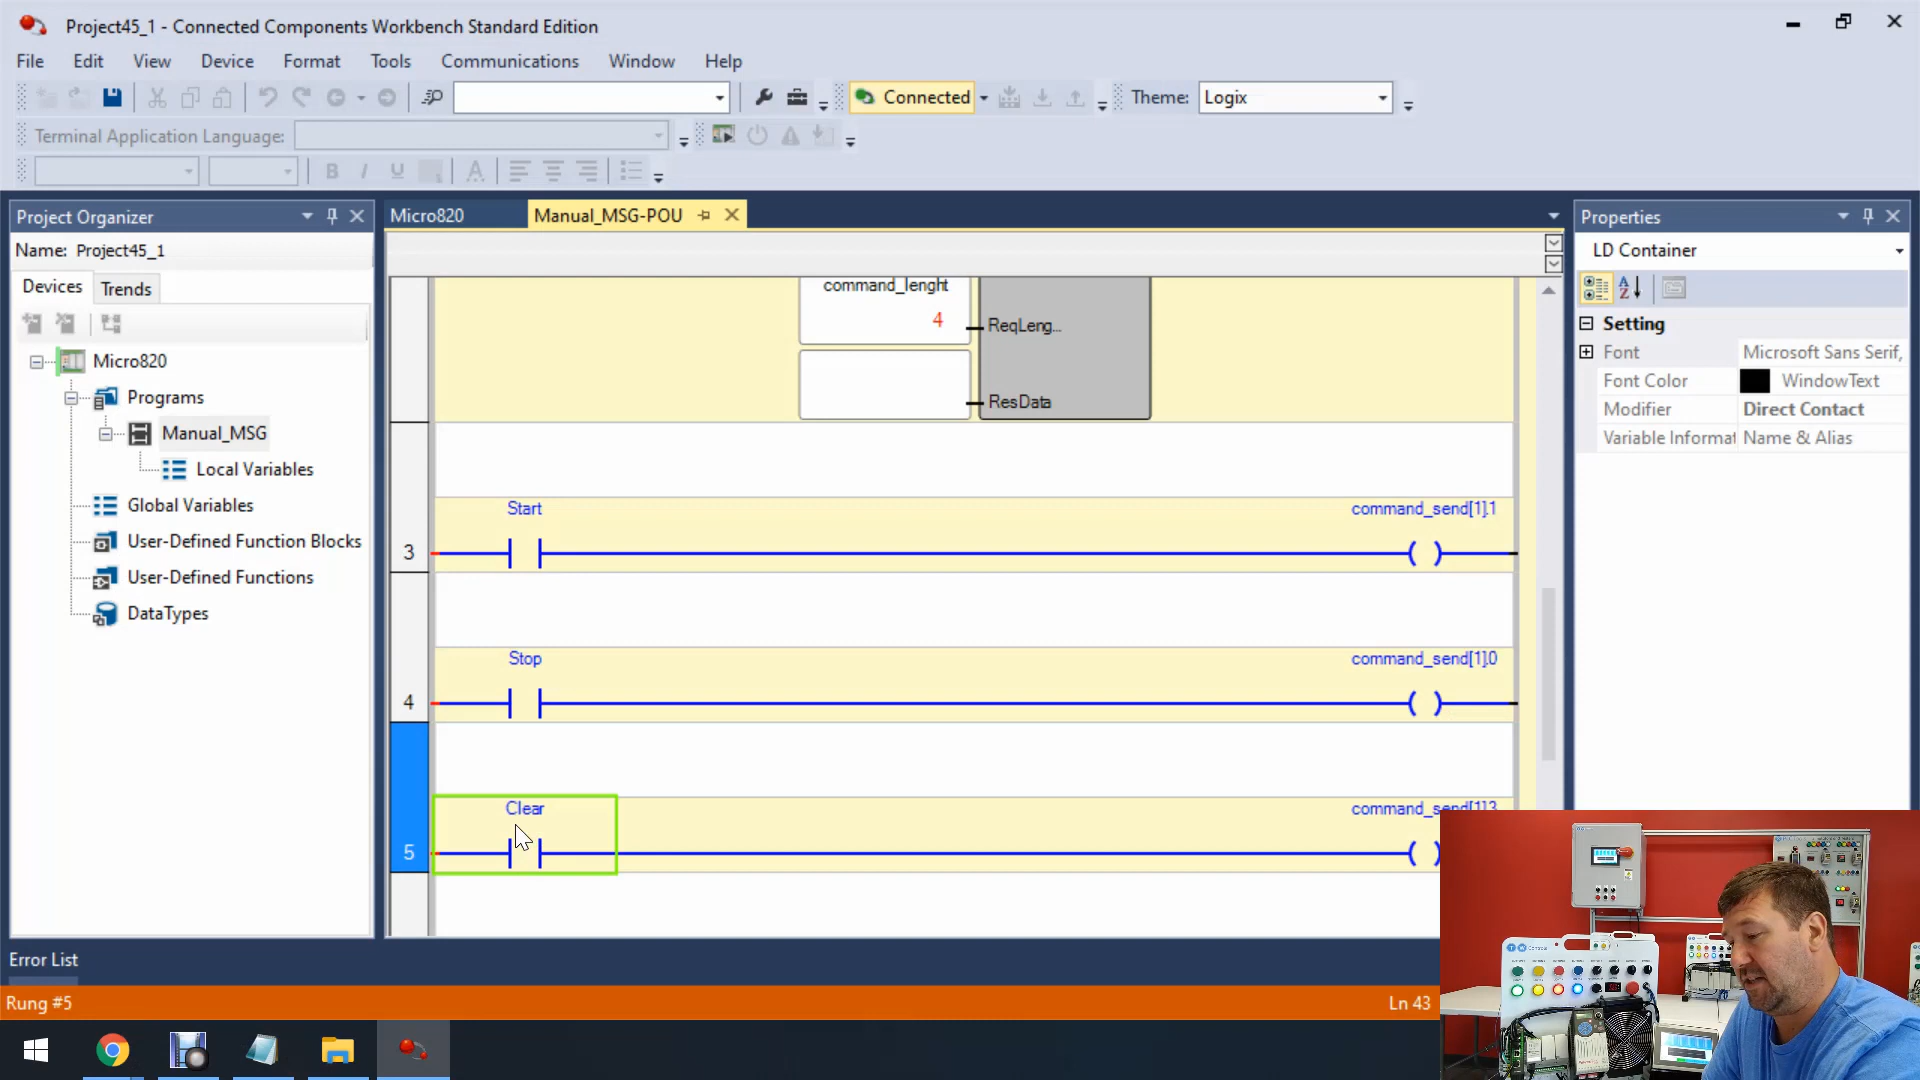 Project45_1 - Connected Components Workbench Standard Edition
File Edit View Device Format Tools Communications Window Help
Connected Theme: Logix
Terminal Application Language:
B I U A
Project Organizer
Name: Project45_1
Devices Trends
Micro820
Programs
Manual_MSG
Local Variables
Global Variables
User-Defined Function Blocks
User-Defined Functions
DataTypes
Micro820 Manual_MSG-POU
command_lenght
4
ReqLeng...
ResData
Start command_send[1].1
3
Stop command_send[1].0
4
Clear command_send[1].3
5
Properties
LD Container
Setting
Font Microsoft Sans Serif,
Font Color WindowText
Modifier Direct Contact
Variable Informat Name & Alias
Error List
Rung #5 Ln 43